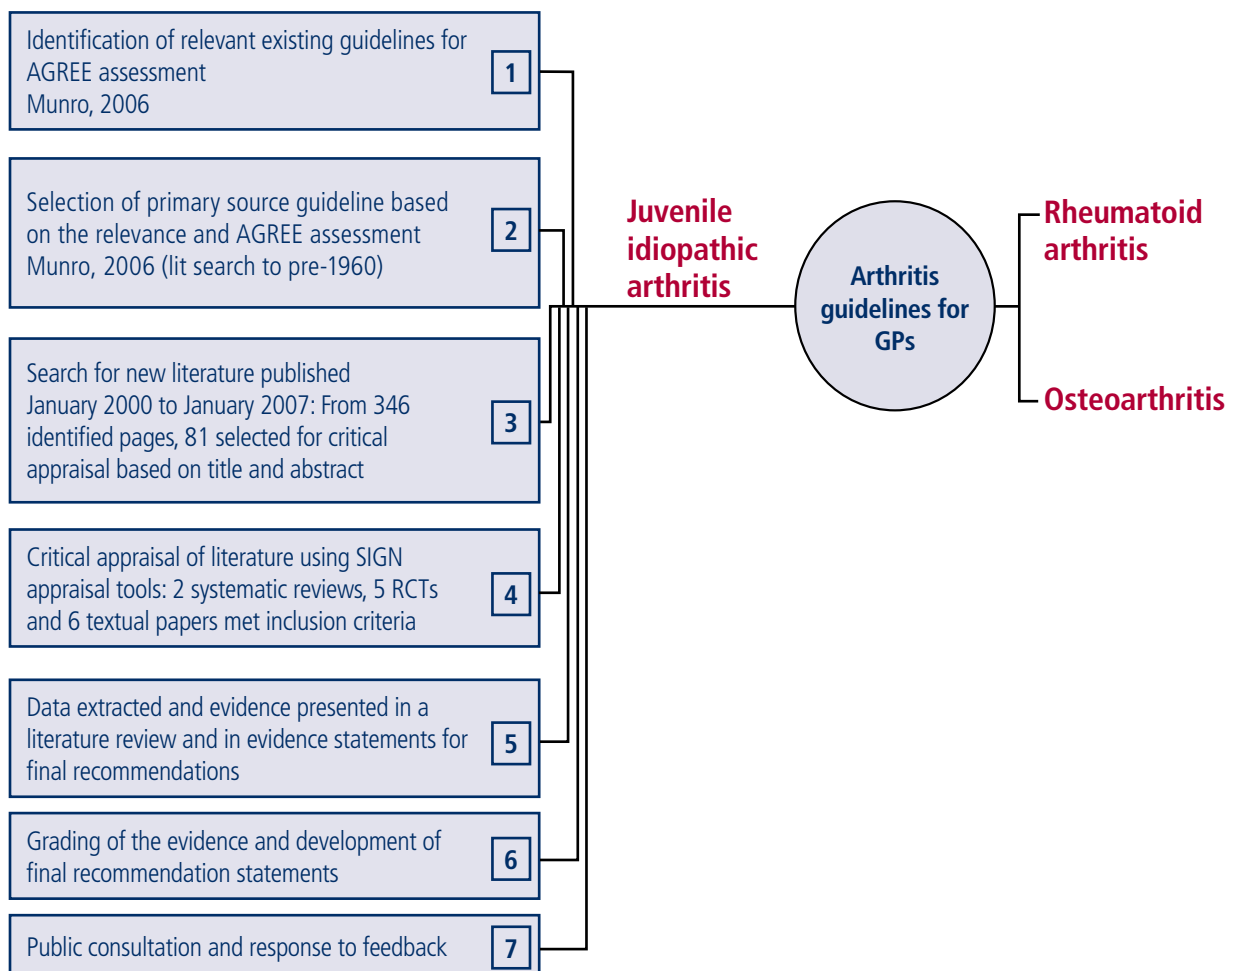 Identification of relevant existing guidelines for
AGREE assessment
Munro, 2006
1
Selection of primary source guideline based
on the relevance and AGREE assessment
Munro, 2006 (lit search to pre-1960)
2
Search for new literature published
January 2000 to January 2007: From 346
identified pages, 81 selected for critical
appraisal based on title and abstract
3
Critical appraisal of literature using SIGN
appraisal tools: 2 systematic reviews, 5 RCTs
and 6 textual papers met inclusion criteria
4
Data extracted and evidence presented in a
literature review and in evidence statements for
final recommendations
5
Grading of the evidence and development of
final recommendation statements
6
Public consultation and response to feedback
7
Juvenile
idiopathic
arthritis
Arthritis
guidelines for
GPs
Rheumatoid
arthritis
Osteoarthritis